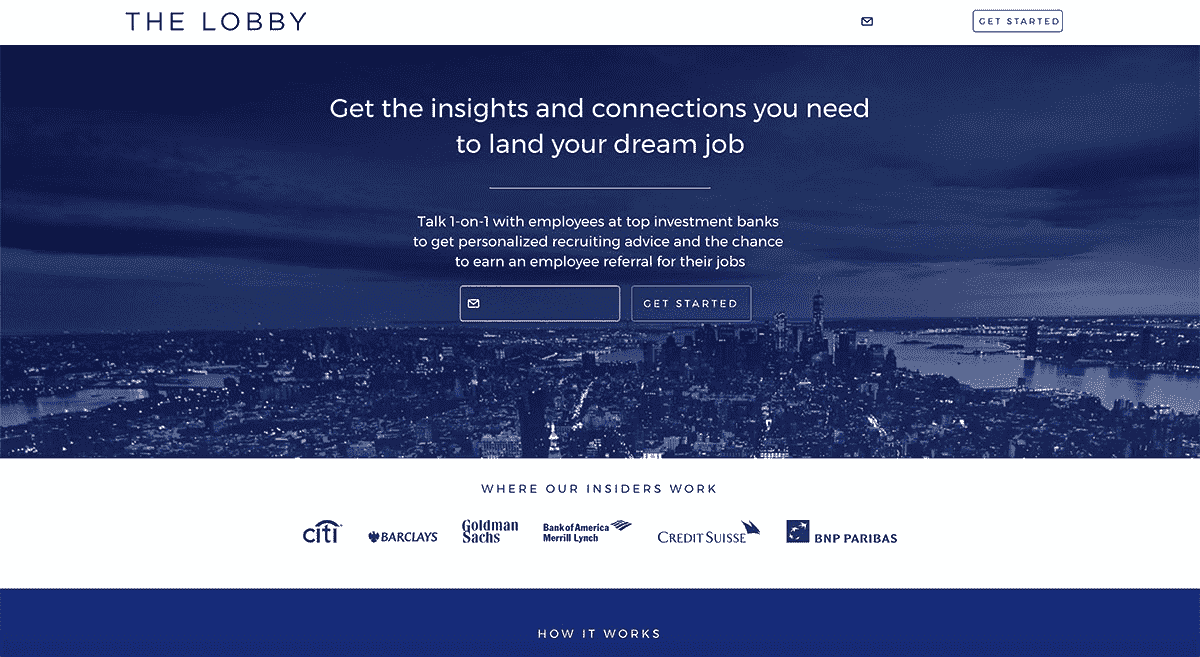 THE LOBBY
GET STARTED
Get the insights and connections you need
to land your dream job
Talk 1-on-1 with employees at top investment banks
to get personalized recruiting advice and the chance
to earn an employee referral for their jobs
GET STARTED
WHERE OUR INSIDERS WORK
citi
BARCLAYS
Goldman
Sachs
Bank of America
Merrill Lynch
CREDIT SUISSE
BNP PARIBAS
HOW IT WORKS